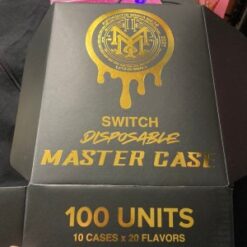 SWITCH
DISPOSABLE
MASTER CASE
100 UNITS
10 CASES x 20 FLAVORS